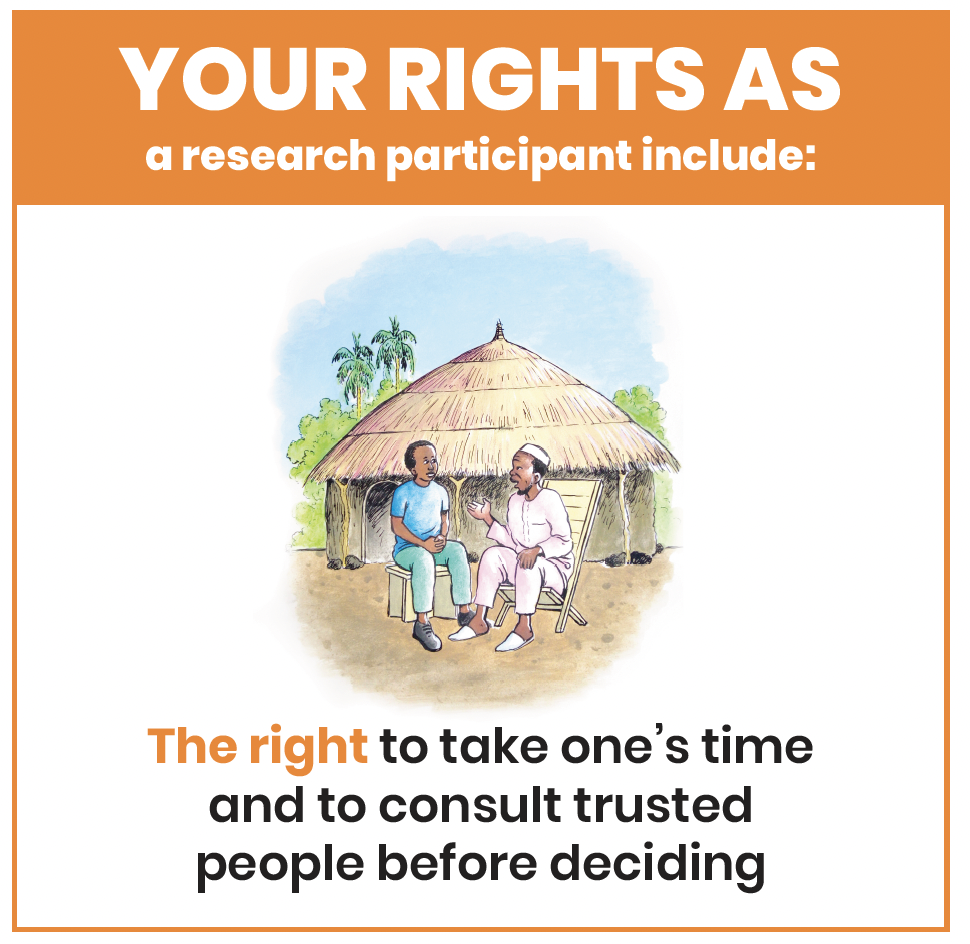 YOUR RIGHTS AS
a research participant include:
The right to take one’s time
and to consult trusted
people before deciding